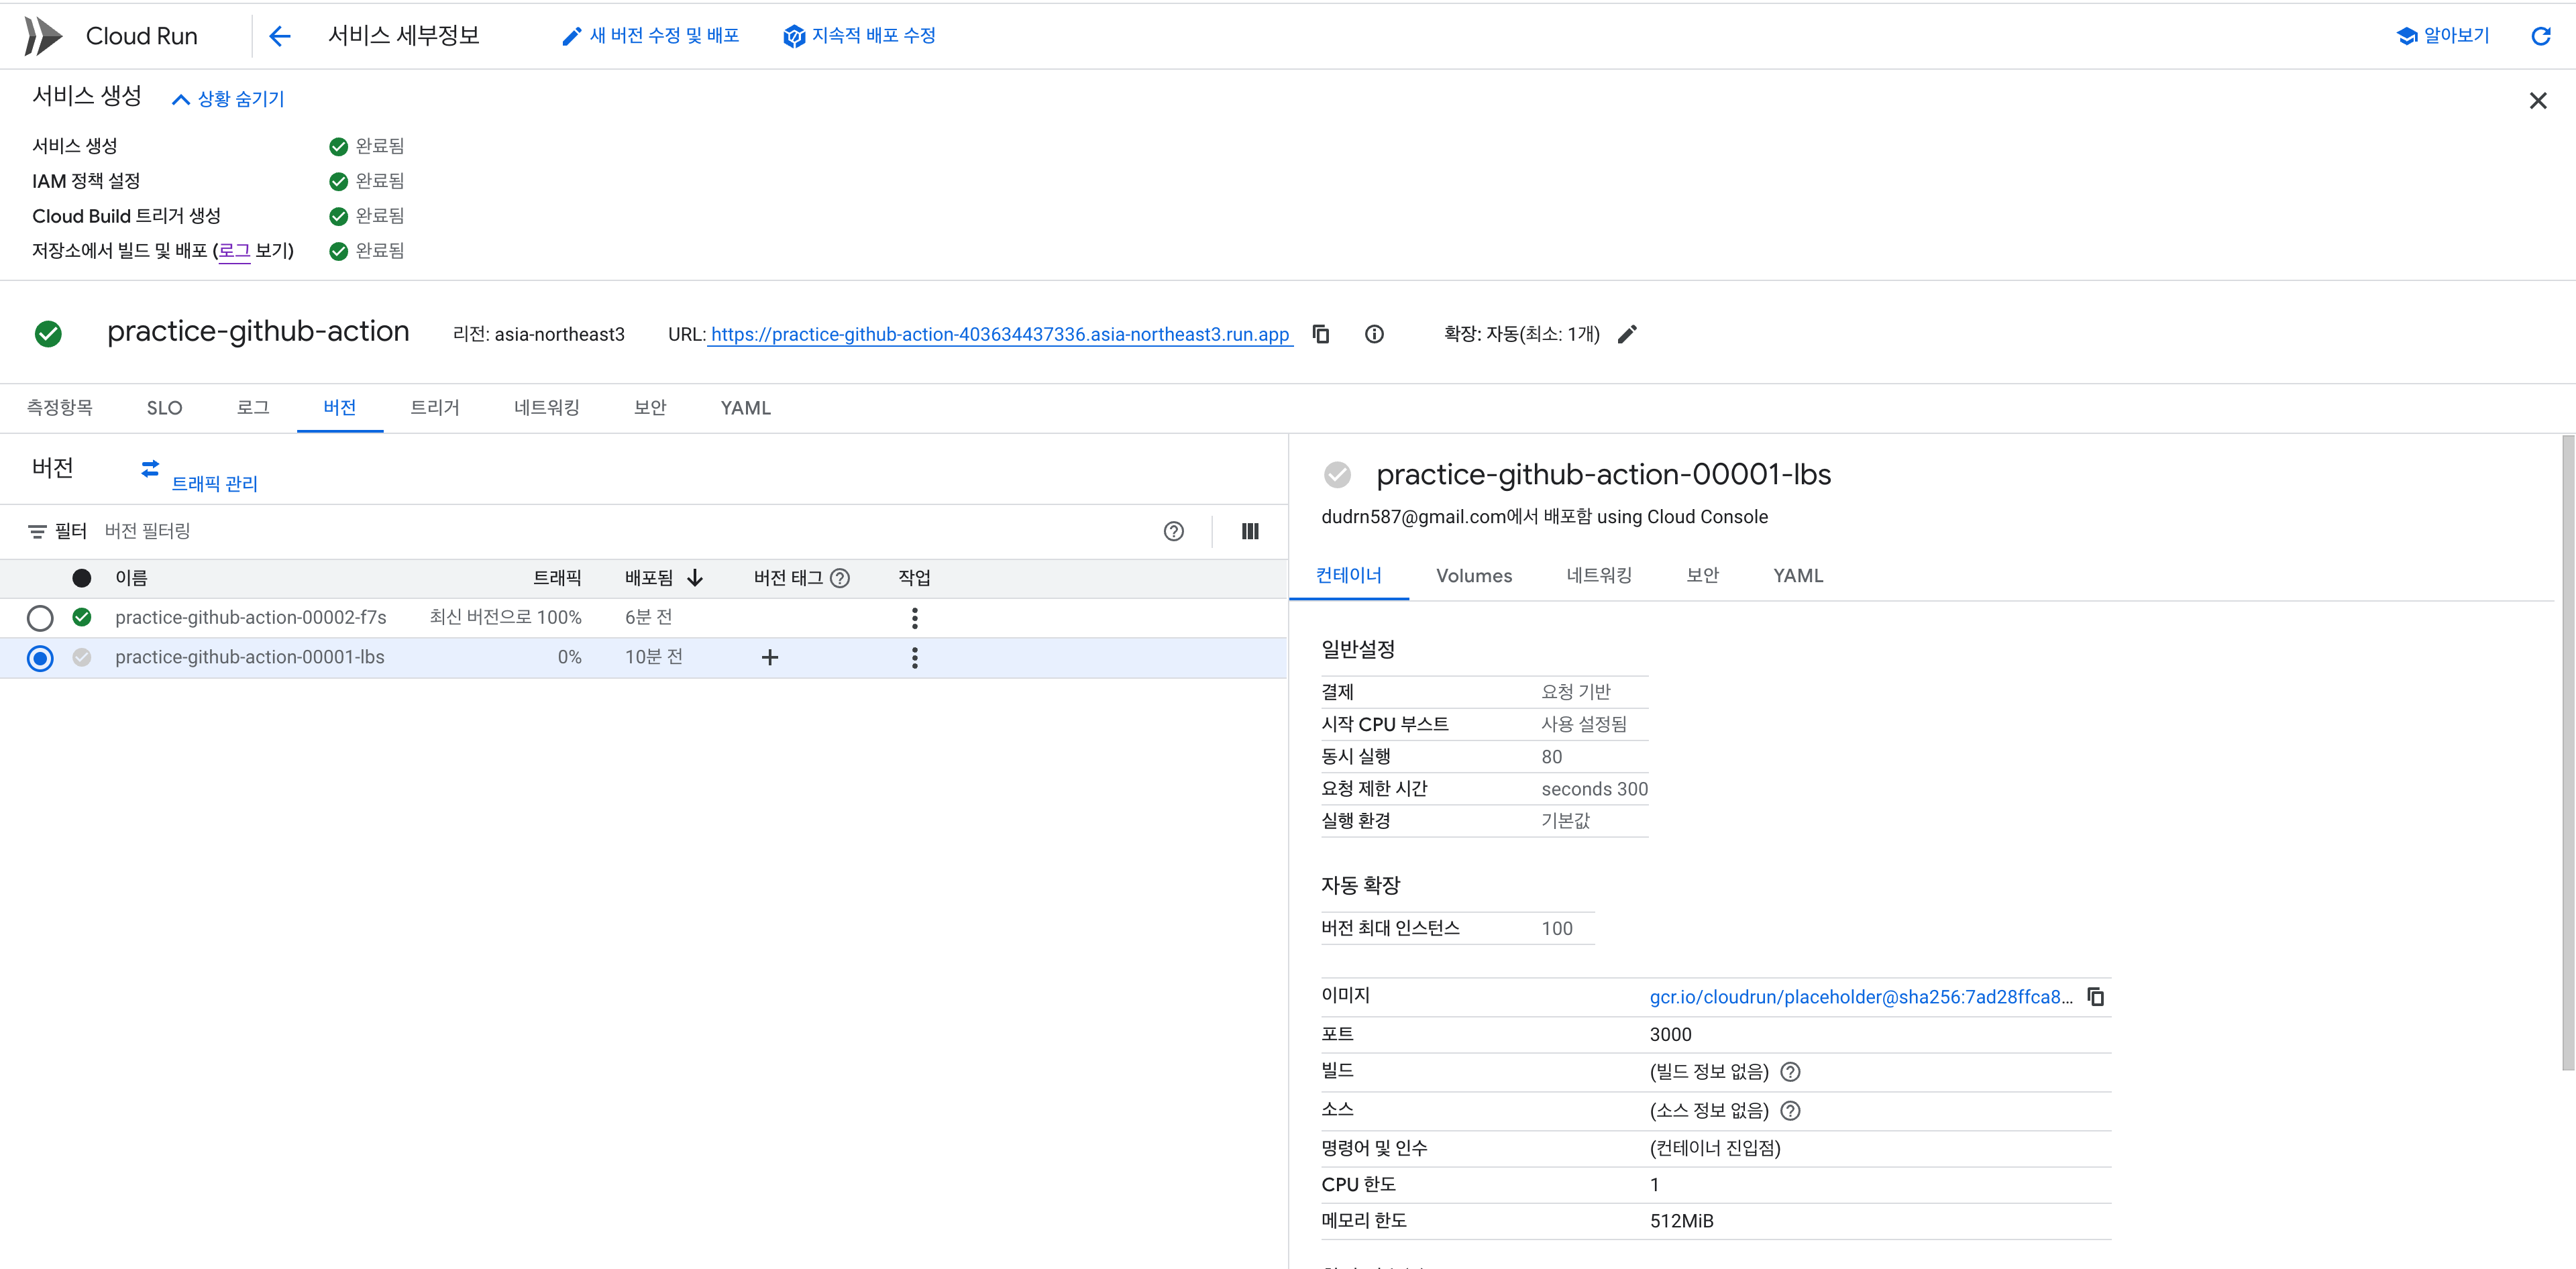 Cloud Run
서비스 세부정보
새 버전 수정 및 배포
지속적 배포 수정
알아보기
서비스 생성
상황 숨기기
서비스 생성 완료됨
IAM 정책 설정 완료됨
Cloud Build 트리거 생성 완료됨
저장소에서 빌드 및 배포 (로그 보기) 완료됨
practice-github-action 리전: asia-northeast3 URL: https://practice-github-action-403634437336.asia-northeast3.run.app 확장: 자동(최소: 1개)
측정항목 SLO 로그 버전 트리거 네트워킹 보안 YAML
버전 트래픽 관리
필터 버전 필터링
이름 트래픽 배포됨 버전 태그 작업
practice-github-action-00002-f7s 최신 버전으로 100% 6분 전
practice-github-action-00001-lbs 0% 10분 전
practice-github-action-00001-lbs
dudrn587@gmail.com에서 배포함 using Cloud Console
컨테이너 Volumes 네트워킹 보안 YAML
일반설정
결제 요청 기반
시작 CPU 부스트 사용 설정됨
동시 실행 80
요청 제한 시간 seconds 300
실행 환경 기본값
자동 확장
버전 최대 인스턴스 100
이미지 gcr.io/cloudrun/placeholder@sha256:7ad28ffca8...
포트 3000
빌드 (빌드 정보 없음)
소스 (소스 정보 없음)
명령어 및 인수 (컨테이너 진입점)
CPU 한도 1
메모리 한도 512MiB